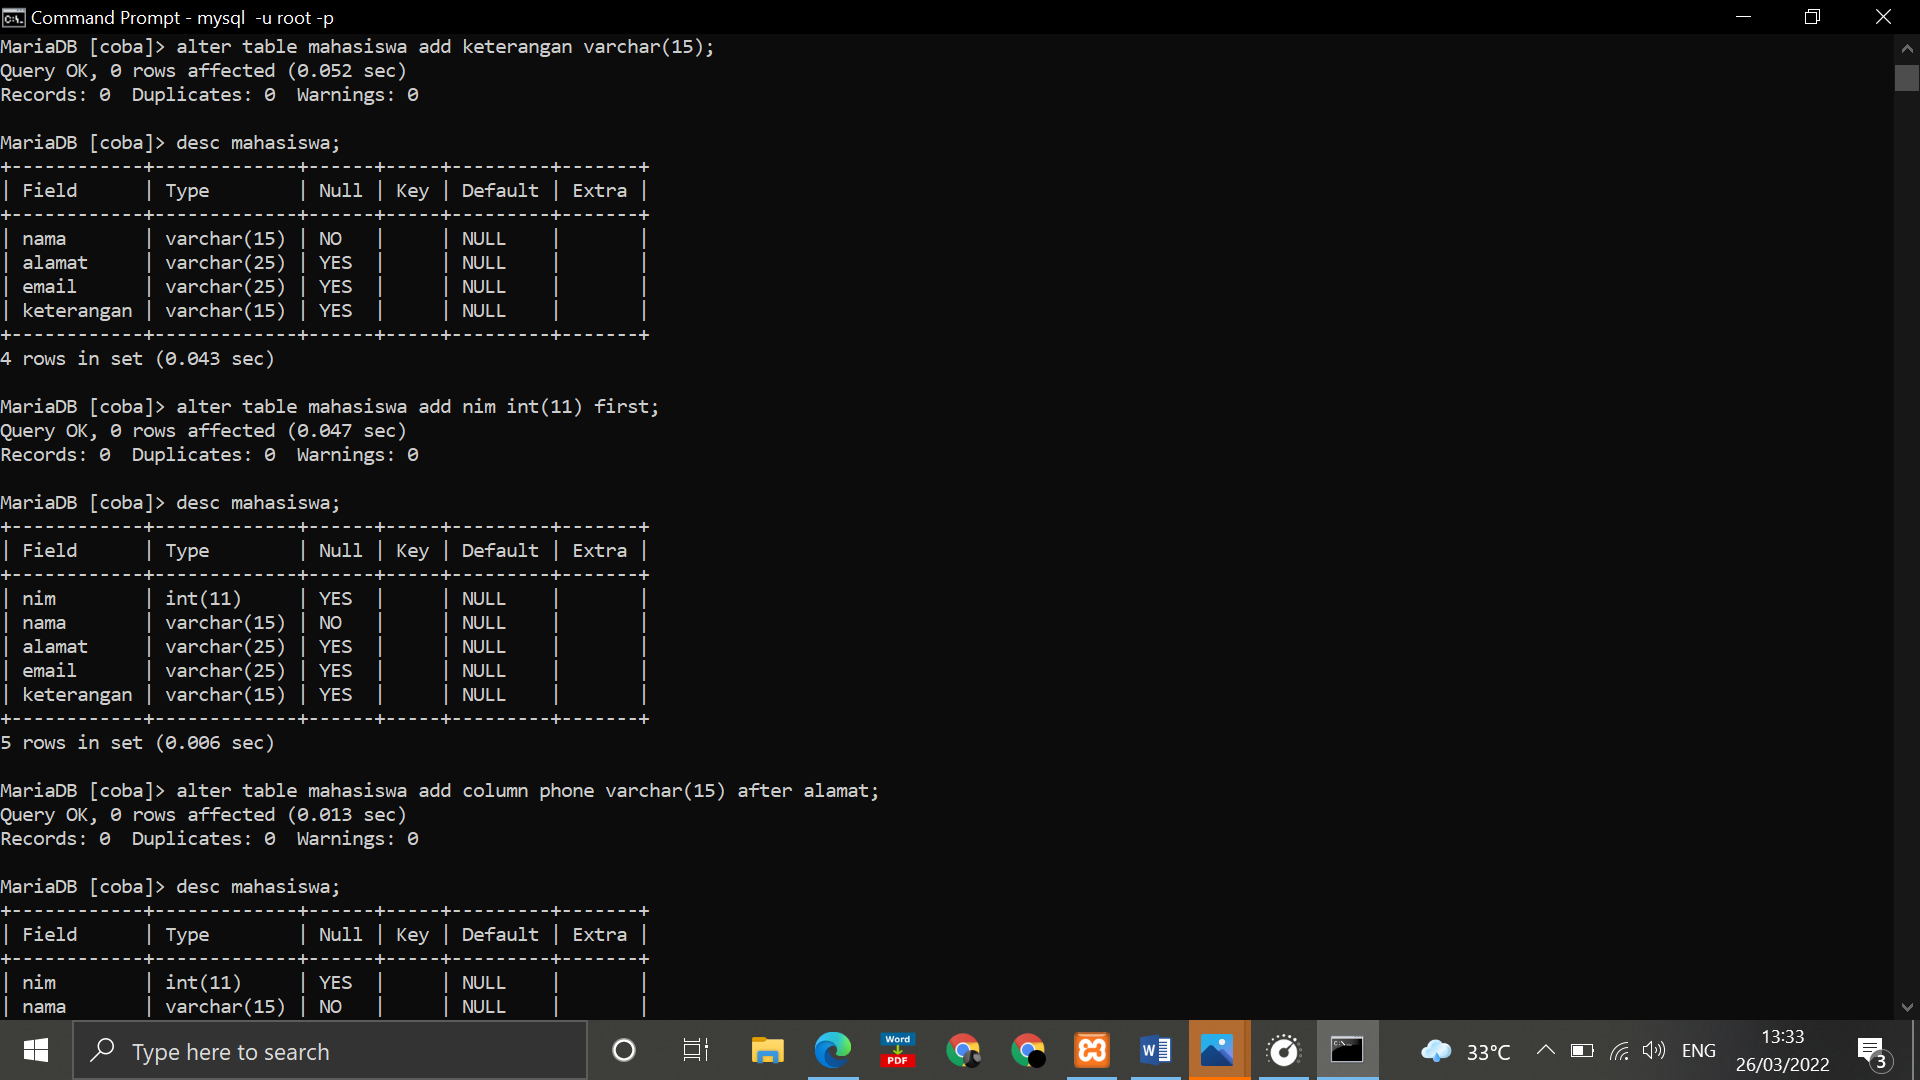 Command Prompt - mysql  -u root -p
MariaDB [coba]> alter table mahasiswa add keterangan varchar(15);
Query OK, 0 rows affected (0.052 sec)
Records: 0  Duplicates: 0  Warnings: 0
MariaDB [coba]> desc mahasiswa;
+------------+-------------+------+-----+---------+-------+
| Field      | Type        | Null | Key | Default | Extra |
+------------+-------------+------+-----+---------+-------+
| nama       | varchar(15) | NO   |     | NULL    |       |
| alamat     | varchar(25) | YES  |     | NULL    |       |
| email      | varchar(25) | YES  |     | NULL    |       |
| keterangan | varchar(15) | YES  |     | NULL    |       |
+------------+-------------+------+-----+---------+-------+
4 rows in set (0.043 sec)
MariaDB [coba]> alter table mahasiswa add nim int(11) first;
Query OK, 0 rows affected (0.047 sec)
Records: 0  Duplicates: 0  Warnings: 0
MariaDB [coba]> desc mahasiswa;
+------------+-------------+------+-----+---------+-------+
| Field      | Type        | Null | Key | Default | Extra |
+------------+-------------+------+-----+---------+-------+
| nim        | int(11)     | YES  |     | NULL    |       |
| nama       | varchar(15) | NO   |     | NULL    |       |
| alamat     | varchar(25) | YES  |     | NULL    |       |
| email      | varchar(25) | YES  |     | NULL    |       |
| keterangan | varchar(15) | YES  |     | NULL    |       |
+------------+-------------+------+-----+---------+-------+
5 rows in set (0.006 sec)
MariaDB [coba]> alter table mahasiswa add column phone varchar(15) after alamat;
Query OK, 0 rows affected (0.013 sec)
Records: 0  Duplicates: 0  Warnings: 0
MariaDB [coba]> desc mahasiswa;
+------------+-------------+------+-----+---------+-------+
| Field      | Type        | Null | Key | Default | Extra |
+------------+-------------+------+-----+---------+-------+
| nim        | int(11)     | YES  |     | NULL    |       |
| nama       | varchar(15) | NO   |     | NULL    |       |
Type here to search
Word
PDF
33°C
ENG
13:33
26/03/2022
3